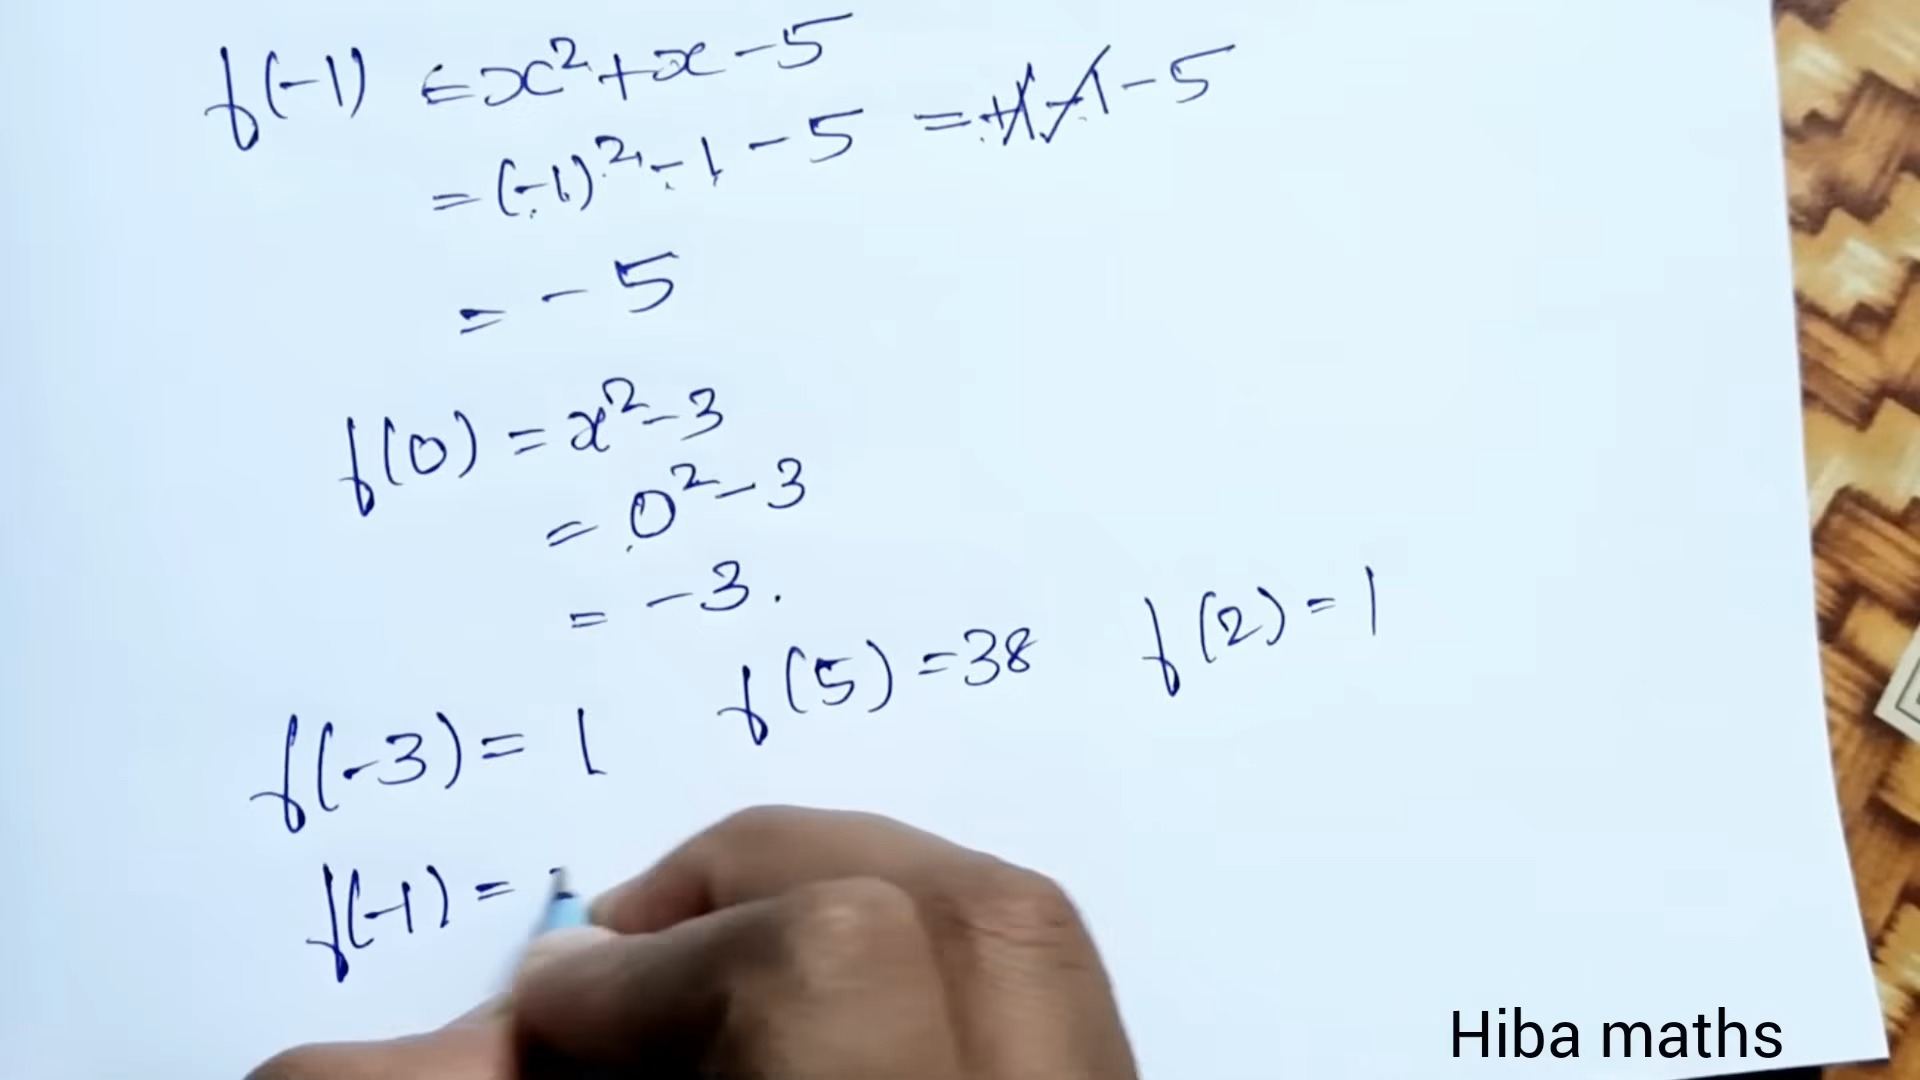 f(-1) = x² + x - 5
= (-1)² - 1 - 5 = +1 - 1 - 5
= - 5
f(0) = x² - 3
= 0² - 3
= - 3.
f(-3) = 1 f(5) = 38 f(2) = 1
f(-1) =
Hiba maths